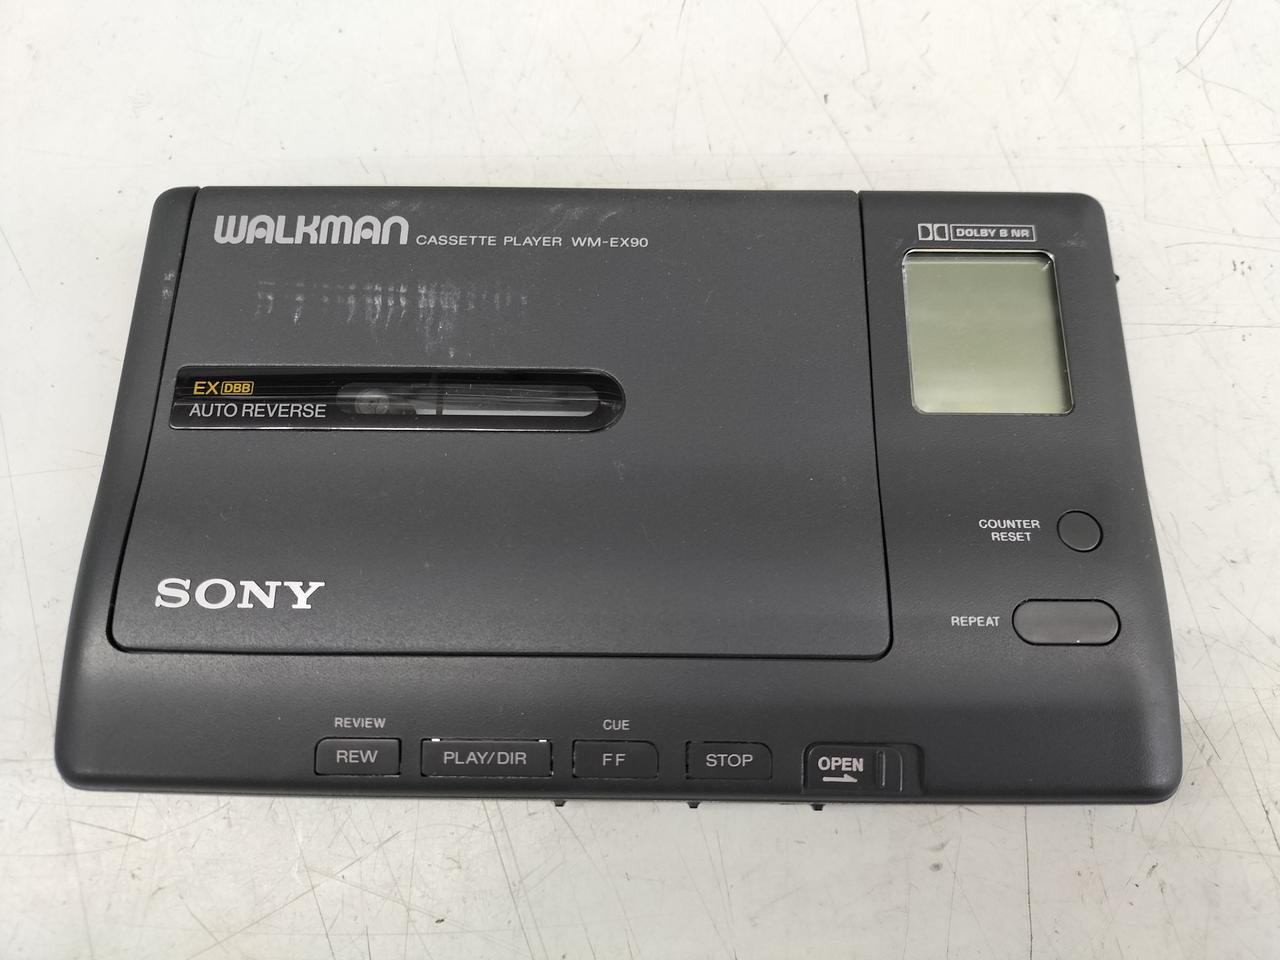 WALKMAN CASSETTE PLAYER WM-EX90
DOLBY B NR
EX DBB
AUTO REVERSE
COUNTER
RESET
REPEAT
SONY
REVIEW
CUE
REW
PLAY/DIR
FF
STOP
OPEN